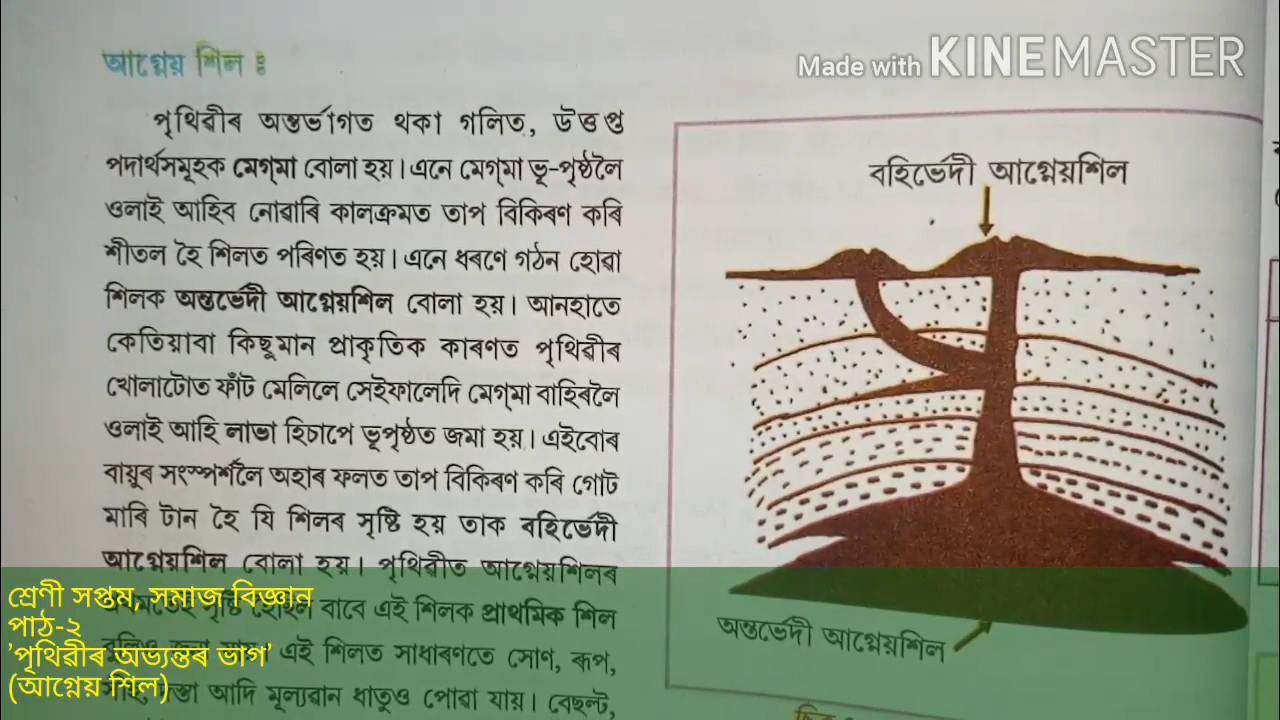 আগ্নেয় শিল :
পৃথিৱীৰ অন্তৰ্ভাগত থকা গলিত, উত্তপ্ত
পদাৰ্থসমূহক মেগ্‌মা বোলা হয়। এনে মেগ্‌মা ভূ-পৃষ্ঠলৈ
ওলাই আহিব নোৱাৰি কালক্ৰমত তাপ বিকিৰণ কৰি
শীতল হৈ শিলত পৰিণত হয়। এনে ধৰণে গঠন হোৱা
শিলক অন্তৰ্ভেদী আগ্নেয়শিল বোলা হয়। আনহাতে
কেতিয়াবা কিছুমান প্ৰাকৃতিক কাৰণত পৃথিৱীৰ
খোলাটোত ফাঁট মেলিলে সেইফালেদি মেগ্‌মা বাহিৰলৈ
ওলাই আহি লাভা হিচাপে ভূপৃষ্ঠত জমা হয়। এইবোৰ
বায়ুৰ সংস্পৰ্শলৈ অহাৰ ফলত তাপ বিকিৰণ কৰি গোট
মাৰি টান হৈ যি শিলৰ সৃষ্টি হয় তাক বহিৰ্ভেদী
আগ্নেয়শিল বোলা হয়। পৃথিৱীত আগ্নেয়শিলৰ
সৃষ্টি হোৱাৰ বাবে এই শিলক প্ৰাথমিক শিল
এই শিলত সাধাৰণতে সোণ, ৰূপ,
আদি মূল্যৱান ধাতুও পোৱা যায়। বেছল্ট,
Made with KINEMASTER
বহিৰ্ভেদী আগ্নেয়শিল
অন্তৰ্ভেদী আগ্নেয়শিল
শ্ৰেণী সপ্তম, সমাজ বিজ্ঞান
পাঠ-২
'পৃথিৱীৰ অভ্যন্তৰ ভাগ'
(আগ্নেয় শিল)